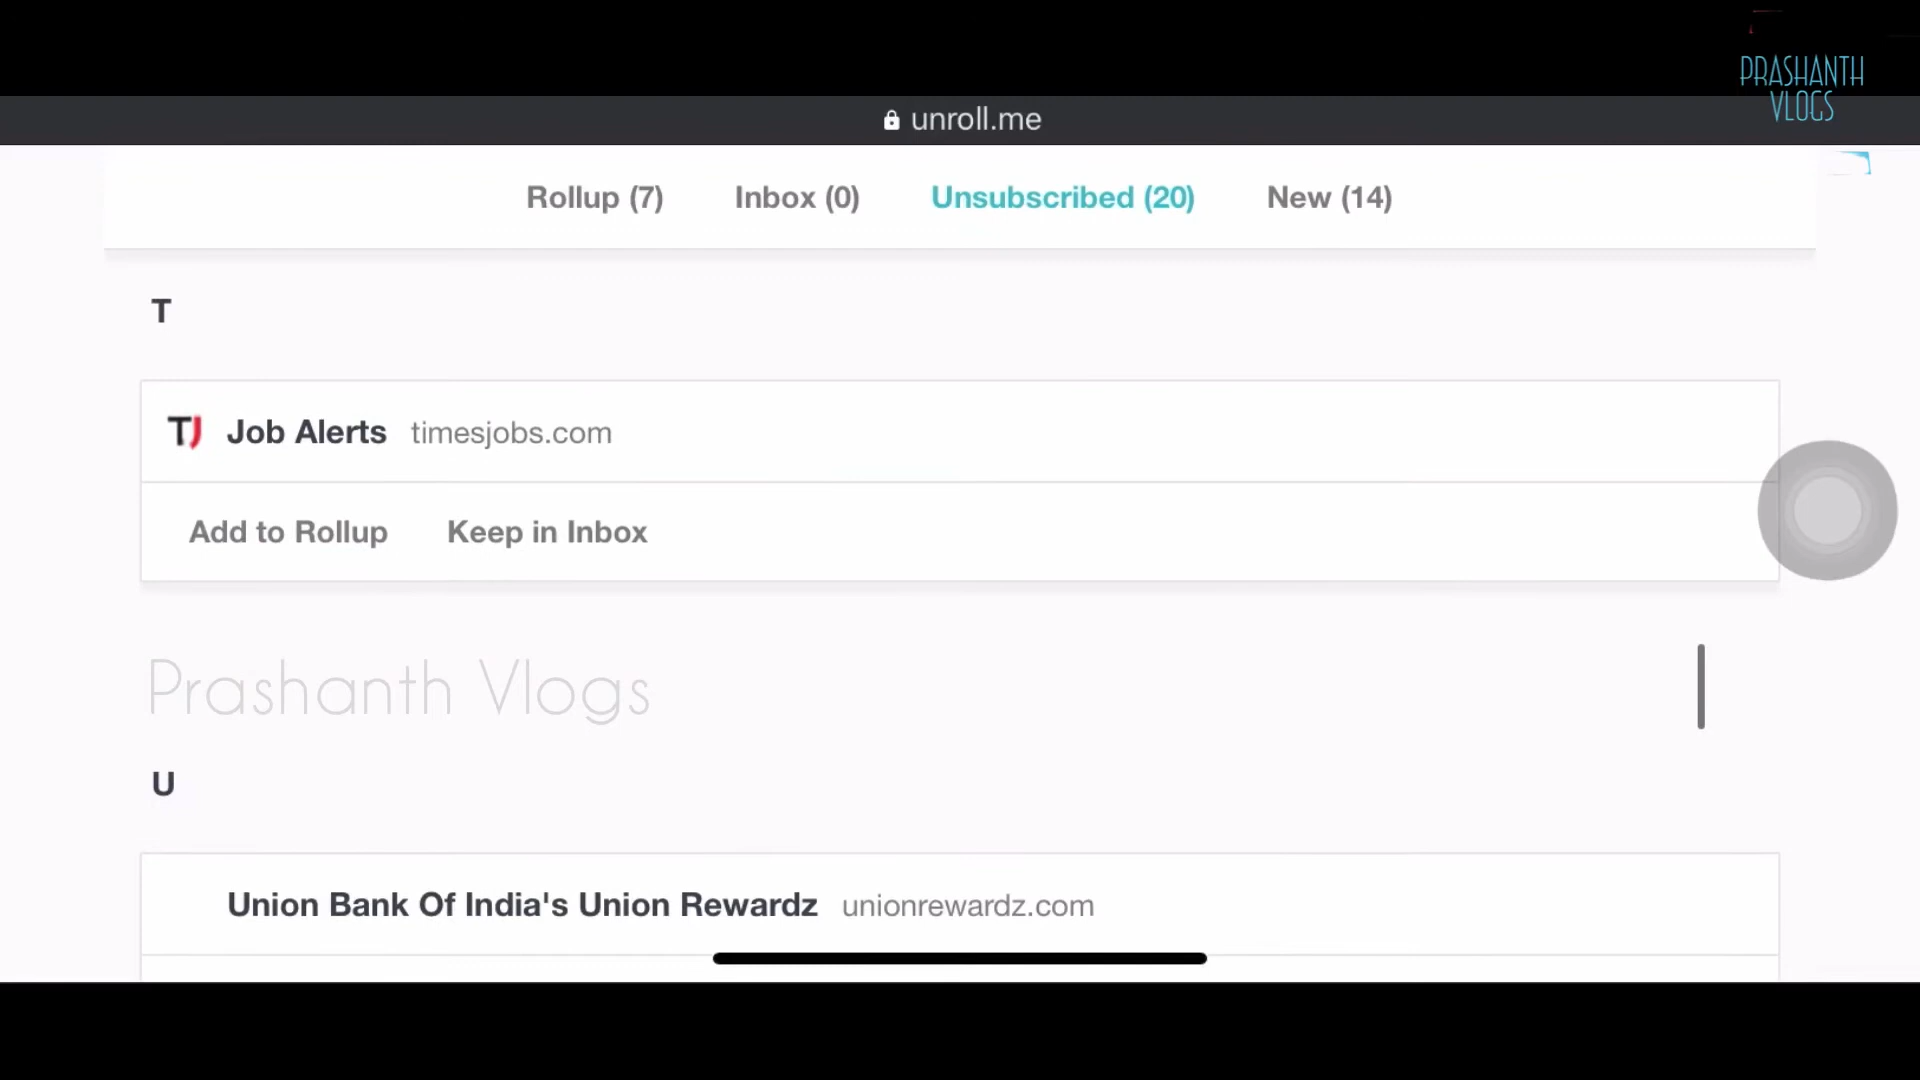 PRASHANTH
VLOGS
unroll.me
Rollup (7) Inbox (0) Unsubscribed (20) New (14)
T
TJ Job Alerts timesjobs.com
Add to Rollup Keep in Inbox
Prashanth Vlogs
U
Union Bank Of India's Union Rewardz unionrewardz.com